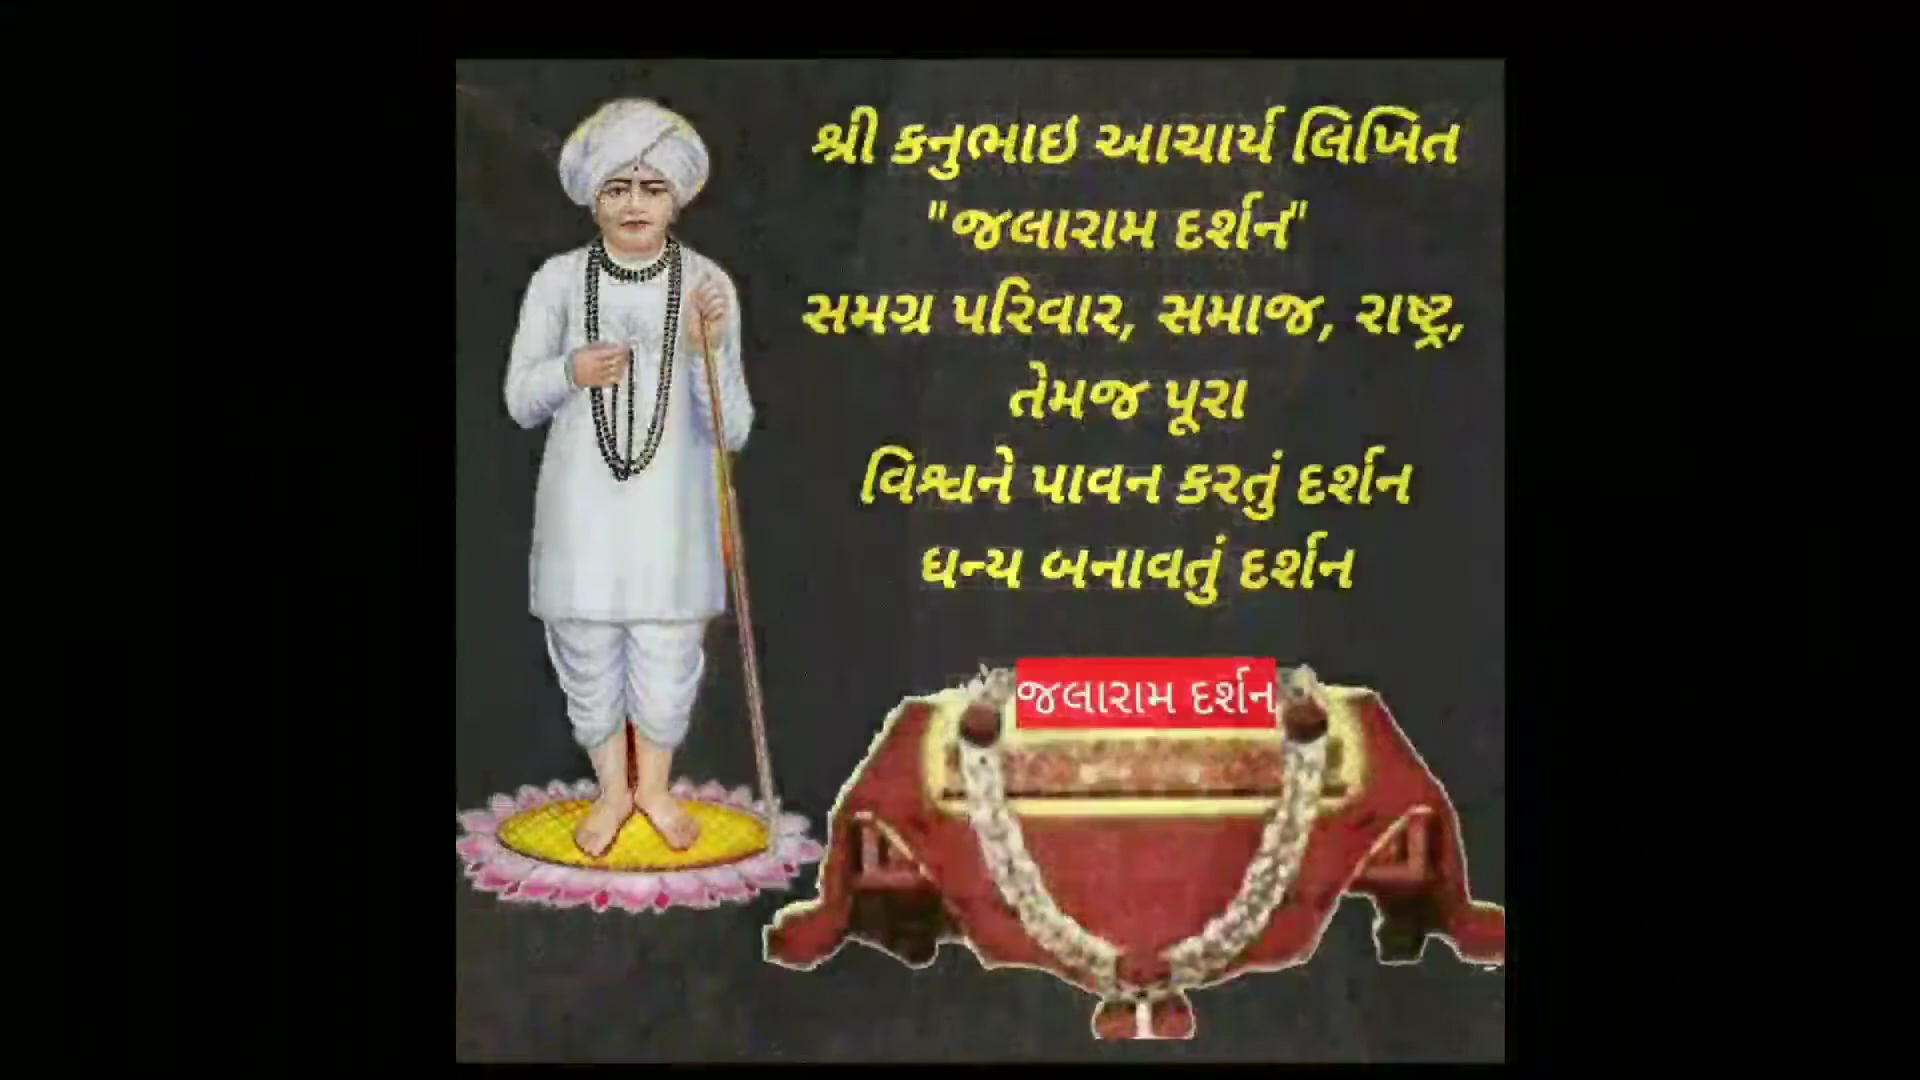 શ્રી કનુભાઇ આચાર્ય લિખિત
"જલારામ દર્શન"
સમગ્ર પરિવાર, સમાજ, રાષ્ટ્ર,
તેમજ પૂરા
વિશ્વને પાવન કરતું દર્શન
ધન્ય બનાવતું દર્શન
જલારામ દર્શન